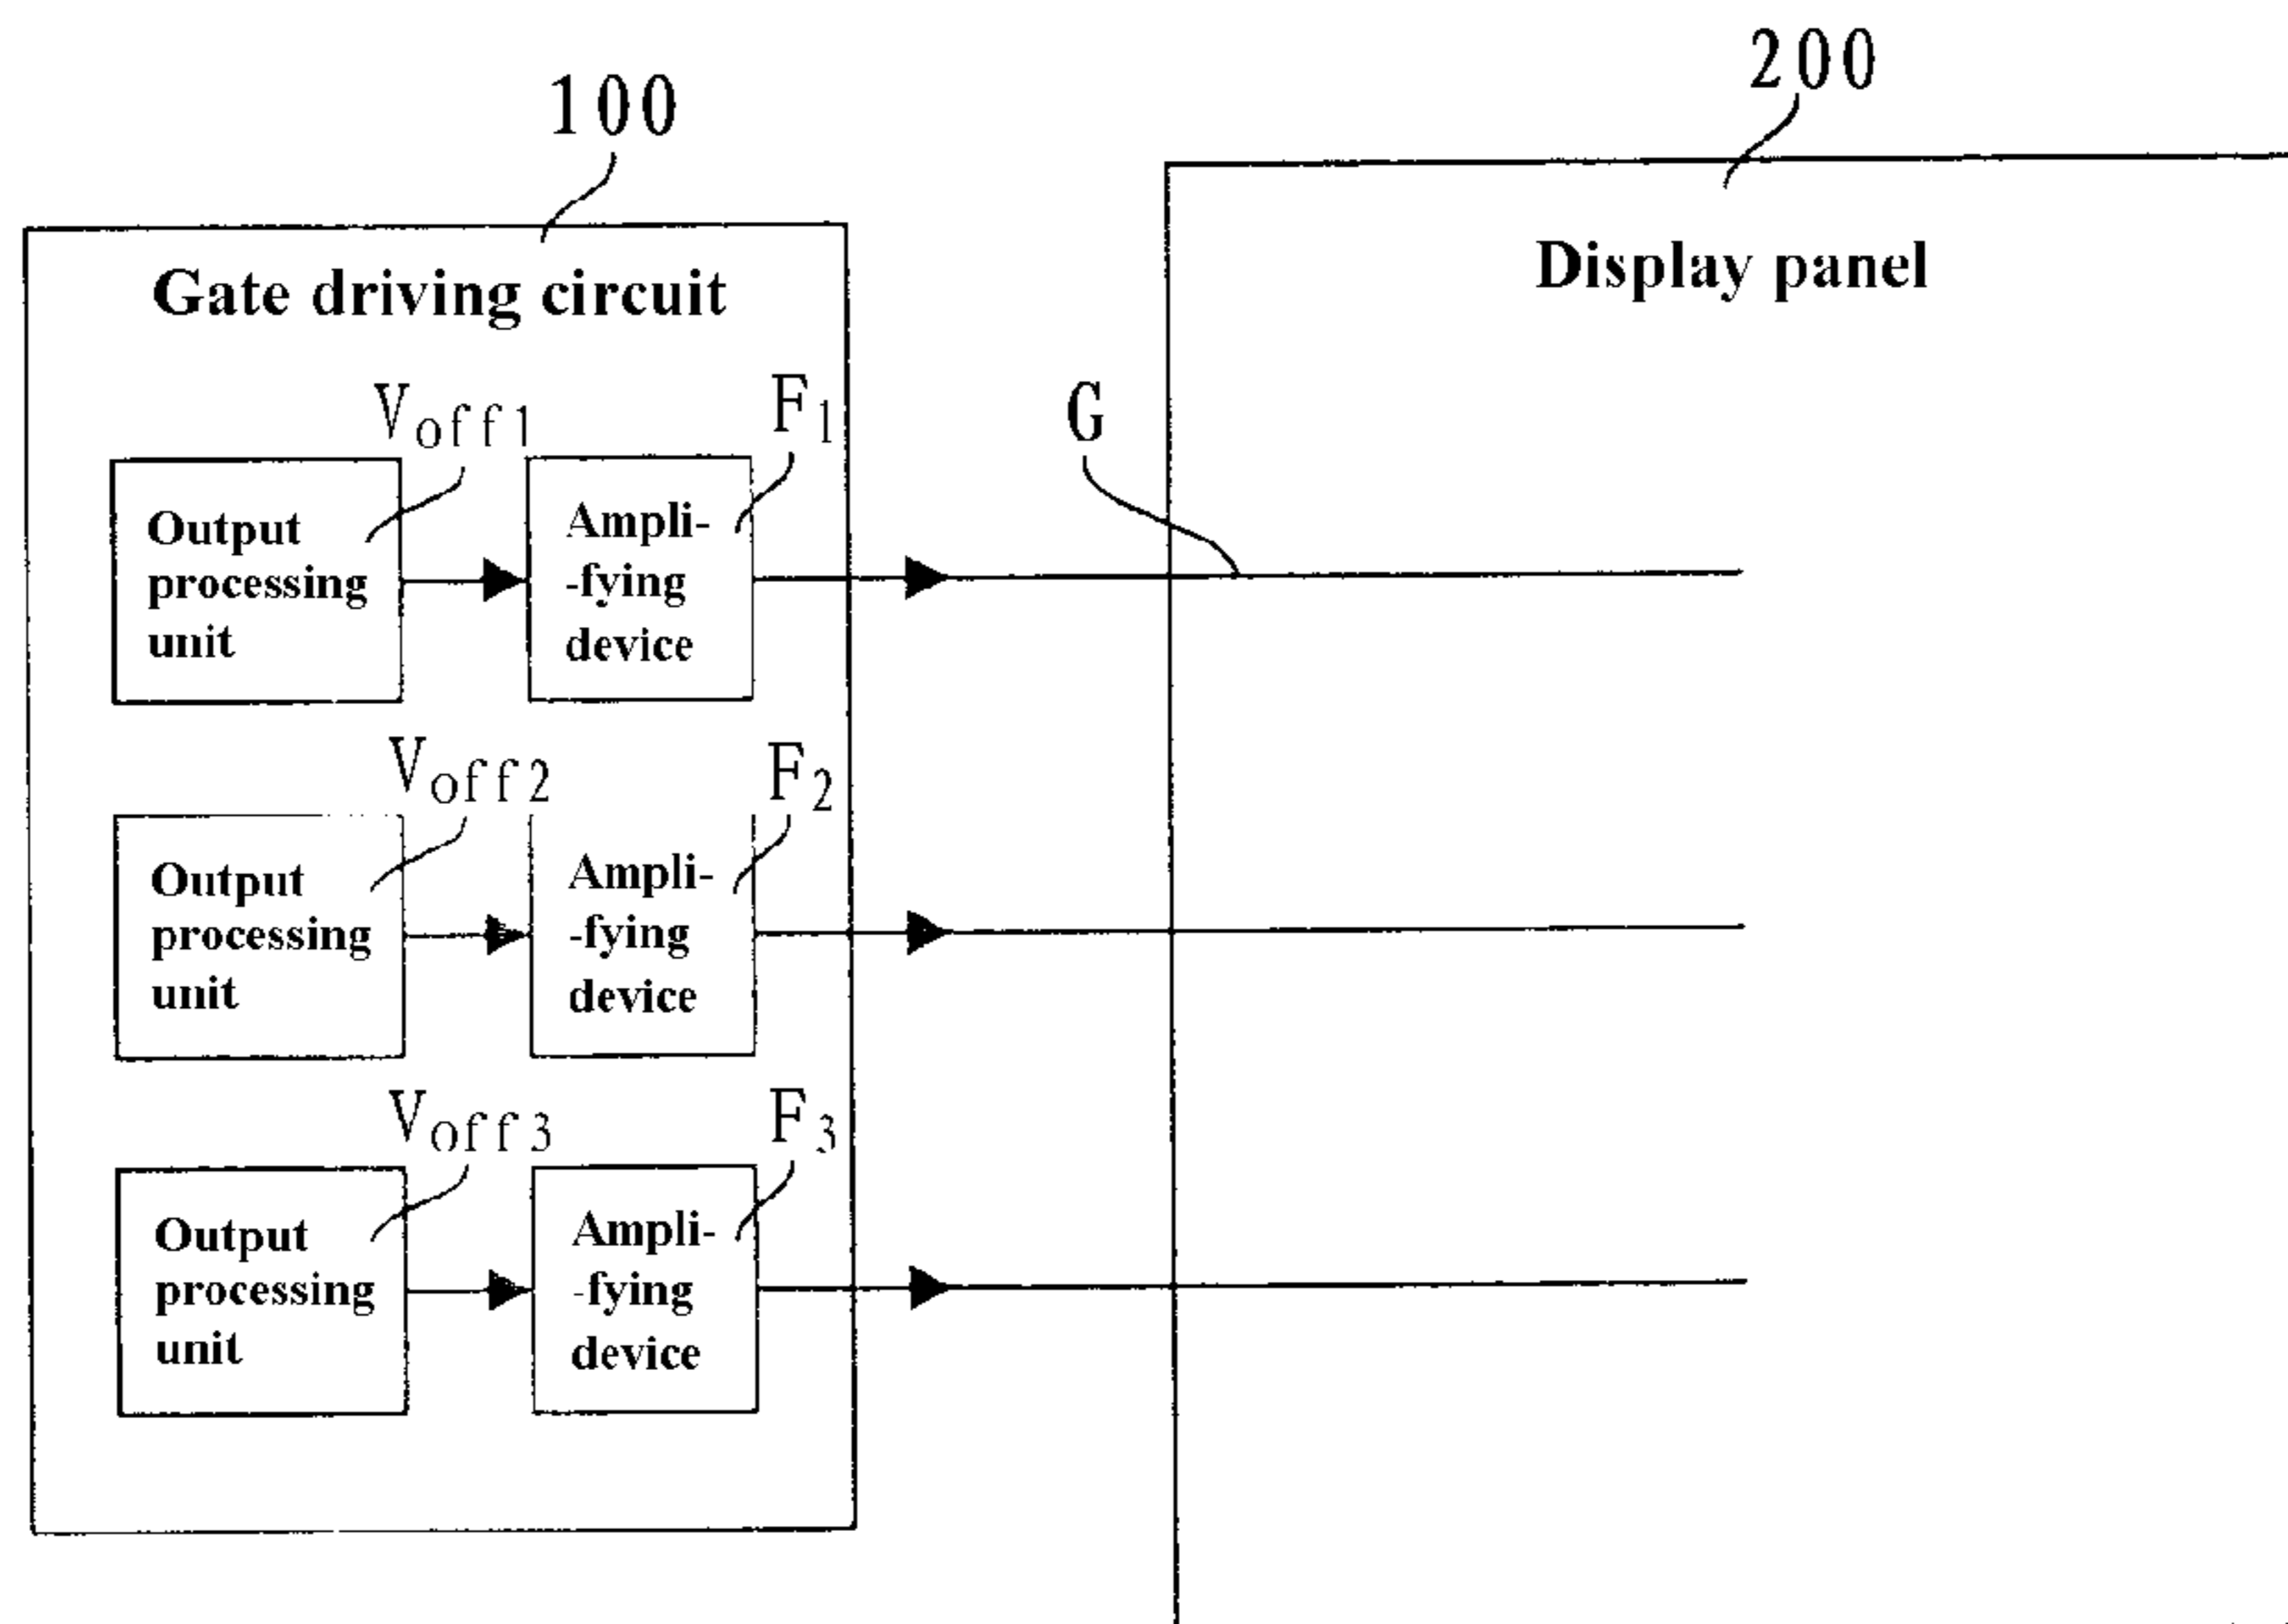 200
100
Display panel
Gate driving circuit
Voff1
F1
G
Output
processing
unit
Ampli-
-fying
device
Voff2
F2
Output
processing
unit
Ampli-
-fying
device
Voff3
F3
Output
processing
unit
Ampli-
-fying
device